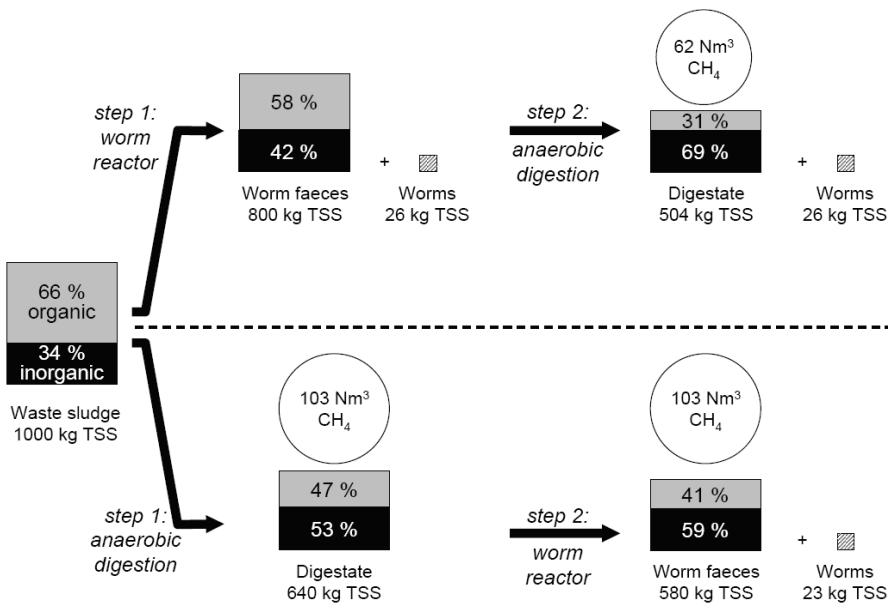 step 1:
worm
reactor
58 %
42 %
Worm faeces
800 kg TSS
+
Worms
26 kg TSS
step 2:
anaerobic
digestion
62 Nm³
CH₄
31 %
69 %
Digestate
504 kg TSS
+
Worms
26 kg TSS
66 %
organic
34 %
inorganic
Waste sludge
1000 kg TSS
step 1:
anaerobic
digestion
103 Nm³
CH₄
47 %
53 %
Digestate
640 kg TSS
step 2:
worm
reactor
103 Nm³
CH₄
41 %
59 %
Worm faeces
580 kg TSS
+
Worms
23 kg TSS